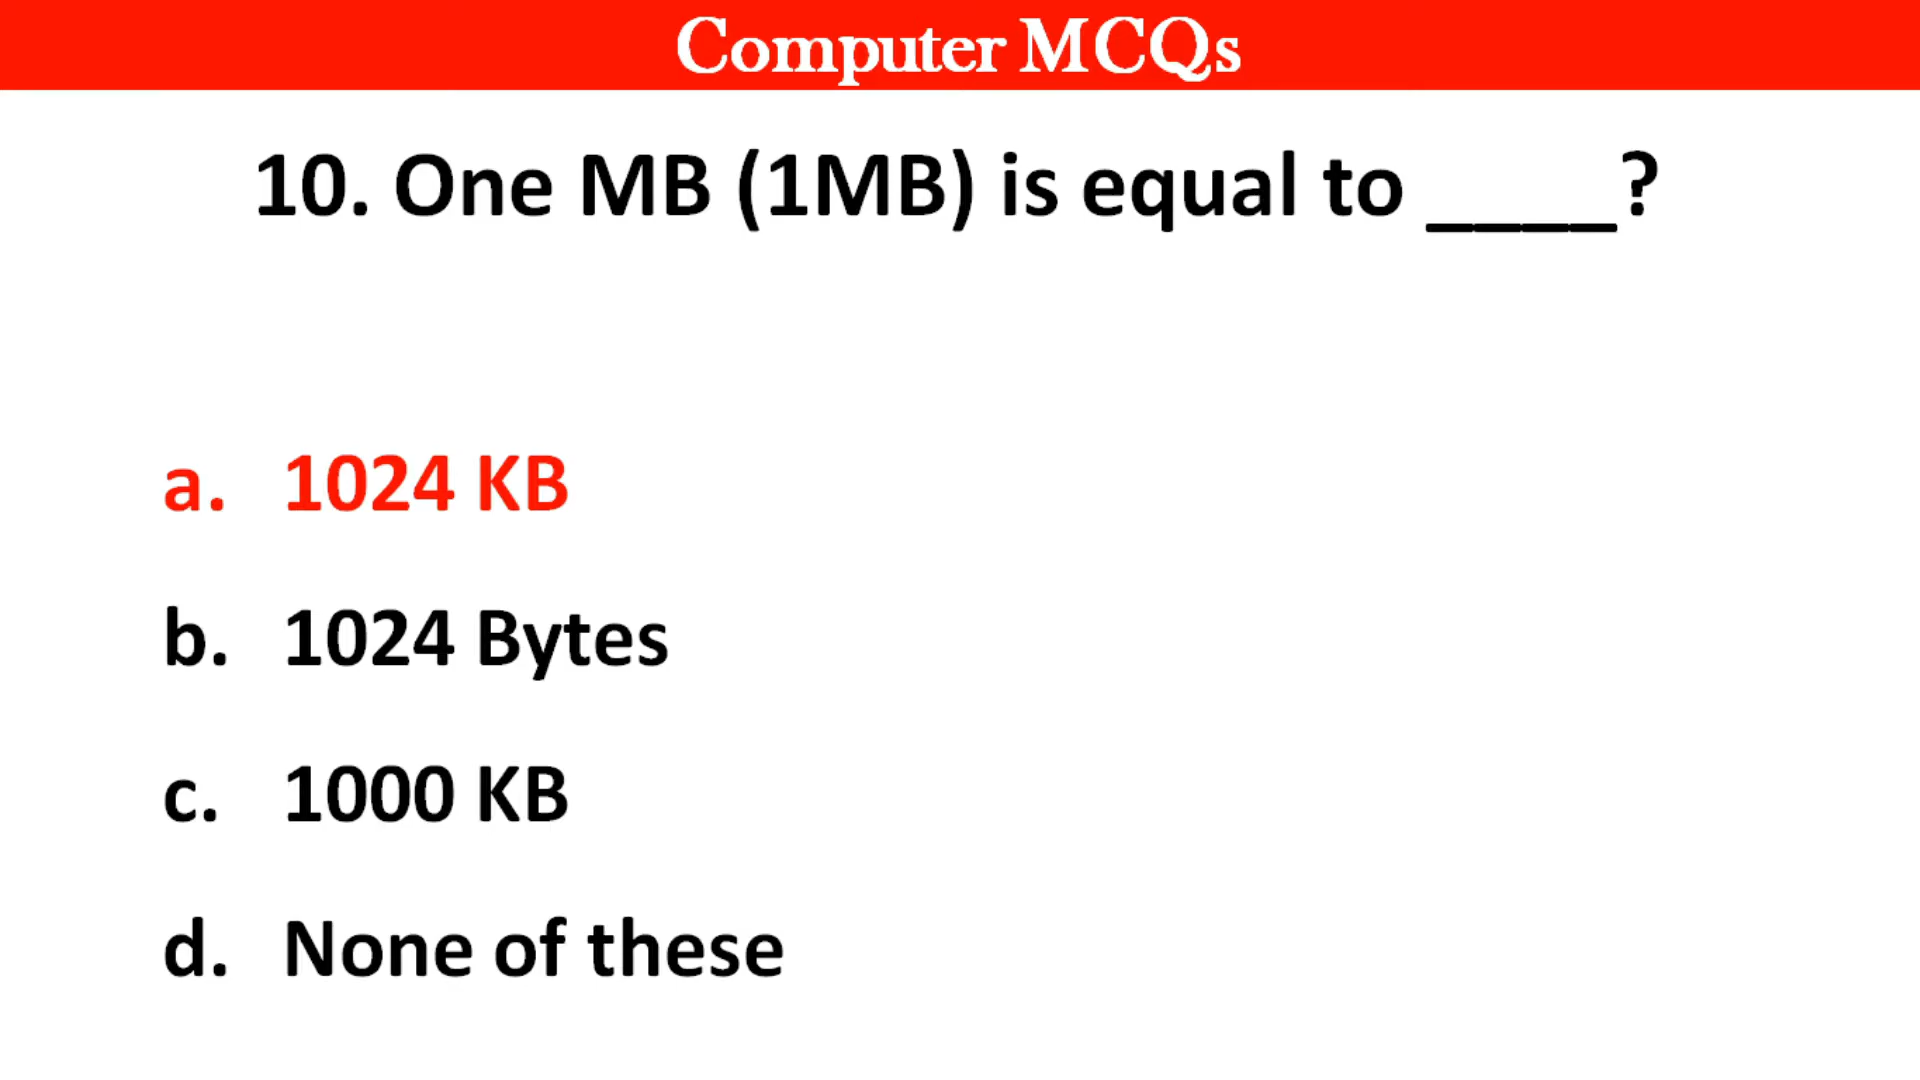 Computer MCQs
10. One MB (1MB) is equal to ____?
a. 1024 KB
b. 1024 Bytes
c. 1000 KB
d. None of these